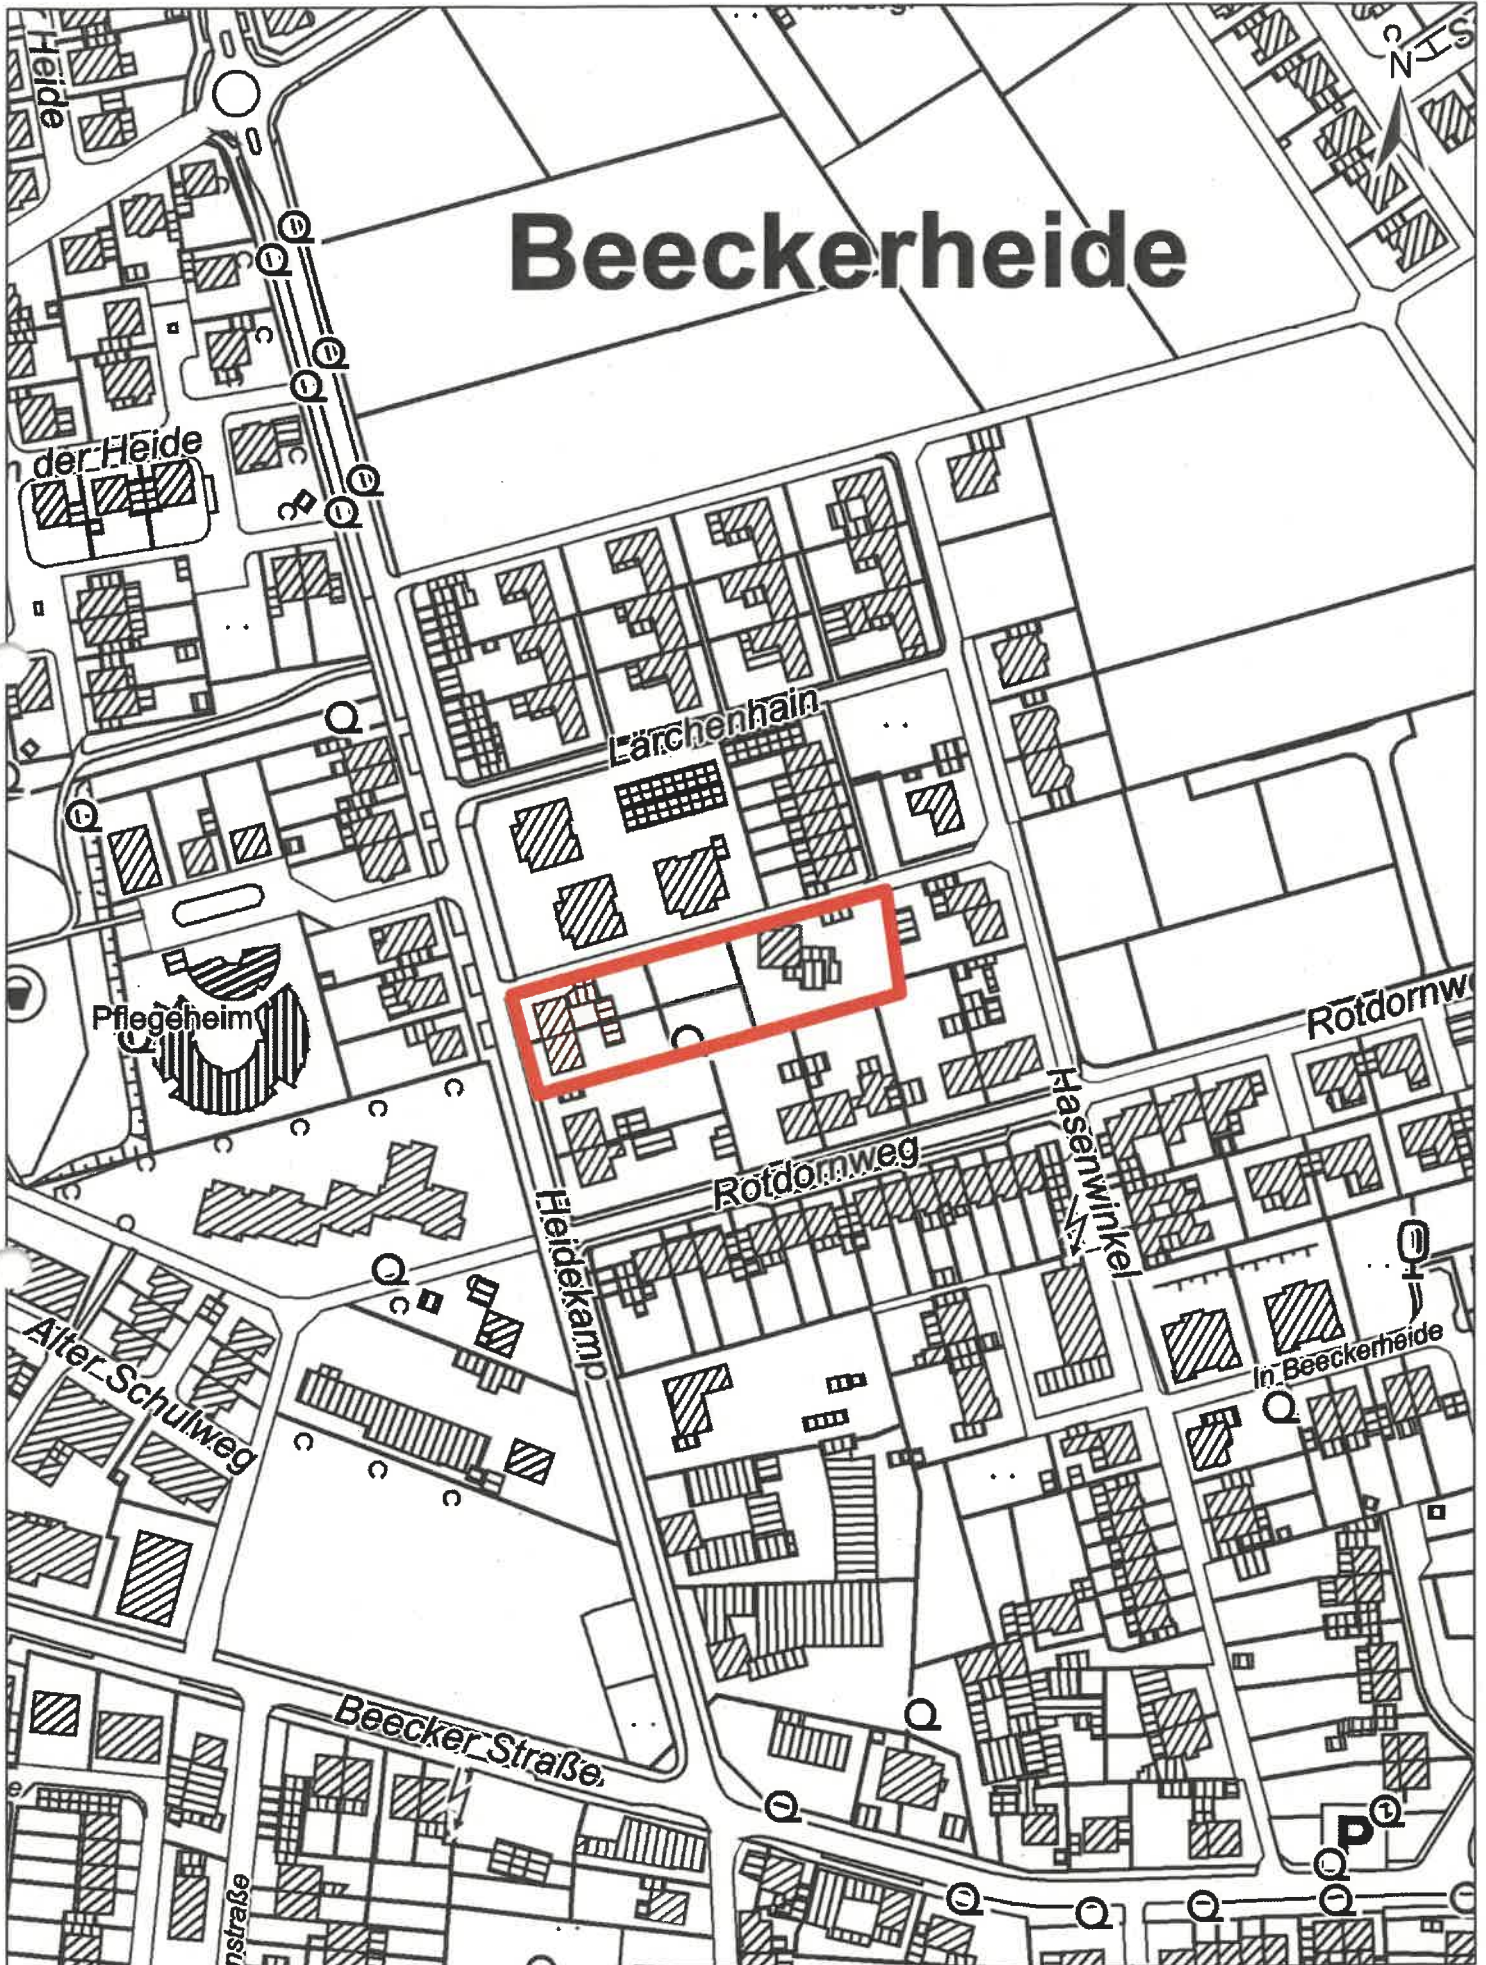 Heide
N
Beeckerheide
der Heide
Lärchenhain
Pflegeheim
Rotdornw
Hasenwinkel
Rotdornweg
Heidekamp
In Beeckerheide
Alter Schulweg
Beecker Straße
P
nstraße